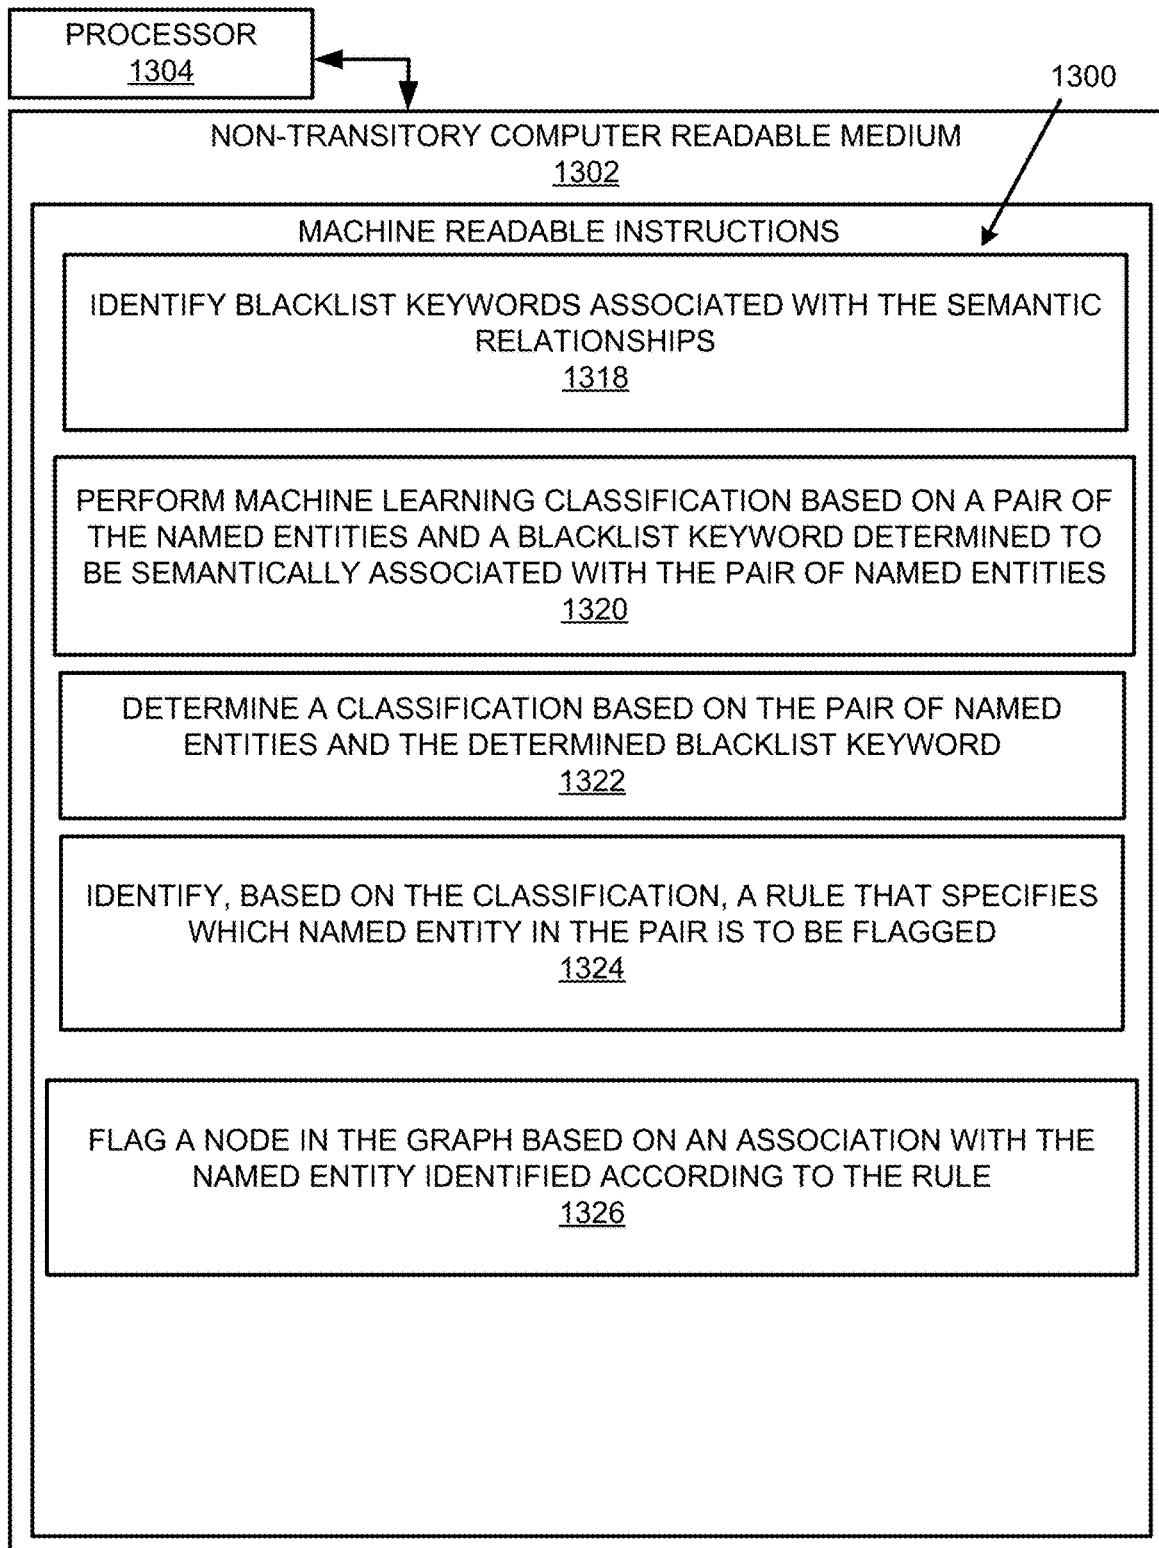 PROCESSOR
1304
1300
NON-TRANSITORY COMPUTER READABLE MEDIUM
1302
MACHINE READABLE INSTRUCTIONS
IDENTIFY BLACKLIST KEYWORDS ASSOCIATED WITH THE SEMANTIC
RELATIONSHIPS
1318
PERFORM MACHINE LEARNING CLASSIFICATION BASED ON A PAIR OF
THE NAMED ENTITIES AND A BLACKLIST KEYWORD DETERMINED TO
BE SEMANTICALLY ASSOCIATED WITH THE PAIR OF NAMED ENTITIES
1320
DETERMINE A CLASSIFICATION BASED ON THE PAIR OF NAMED
ENTITIES AND THE DETERMINED BLACKLIST KEYWORD
1322
IDENTIFY, BASED ON THE CLASSIFICATION, A RULE THAT SPECIFIES
WHICH NAMED ENTITY IN THE PAIR IS TO BE FLAGGED
1324
FLAG A NODE IN THE GRAPH BASED ON AN ASSOCIATION WITH THE
NAMED ENTITY IDENTIFIED ACCORDING TO THE RULE
1326